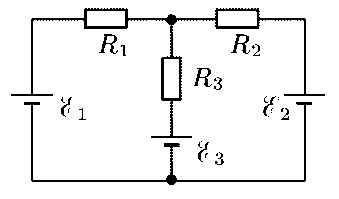 R₁ R₂
R₃
ℰ₁ ℰ₂
ℰ₃